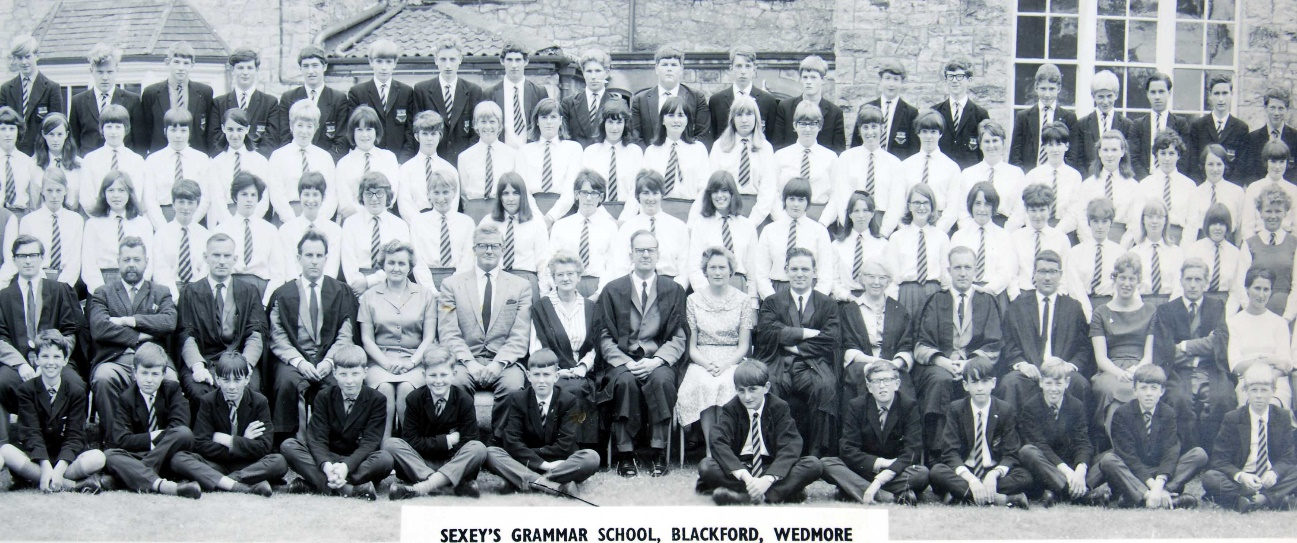 SEXEY'S GRAMMAR SCHOOL, BLACKFORD, WEDMORE